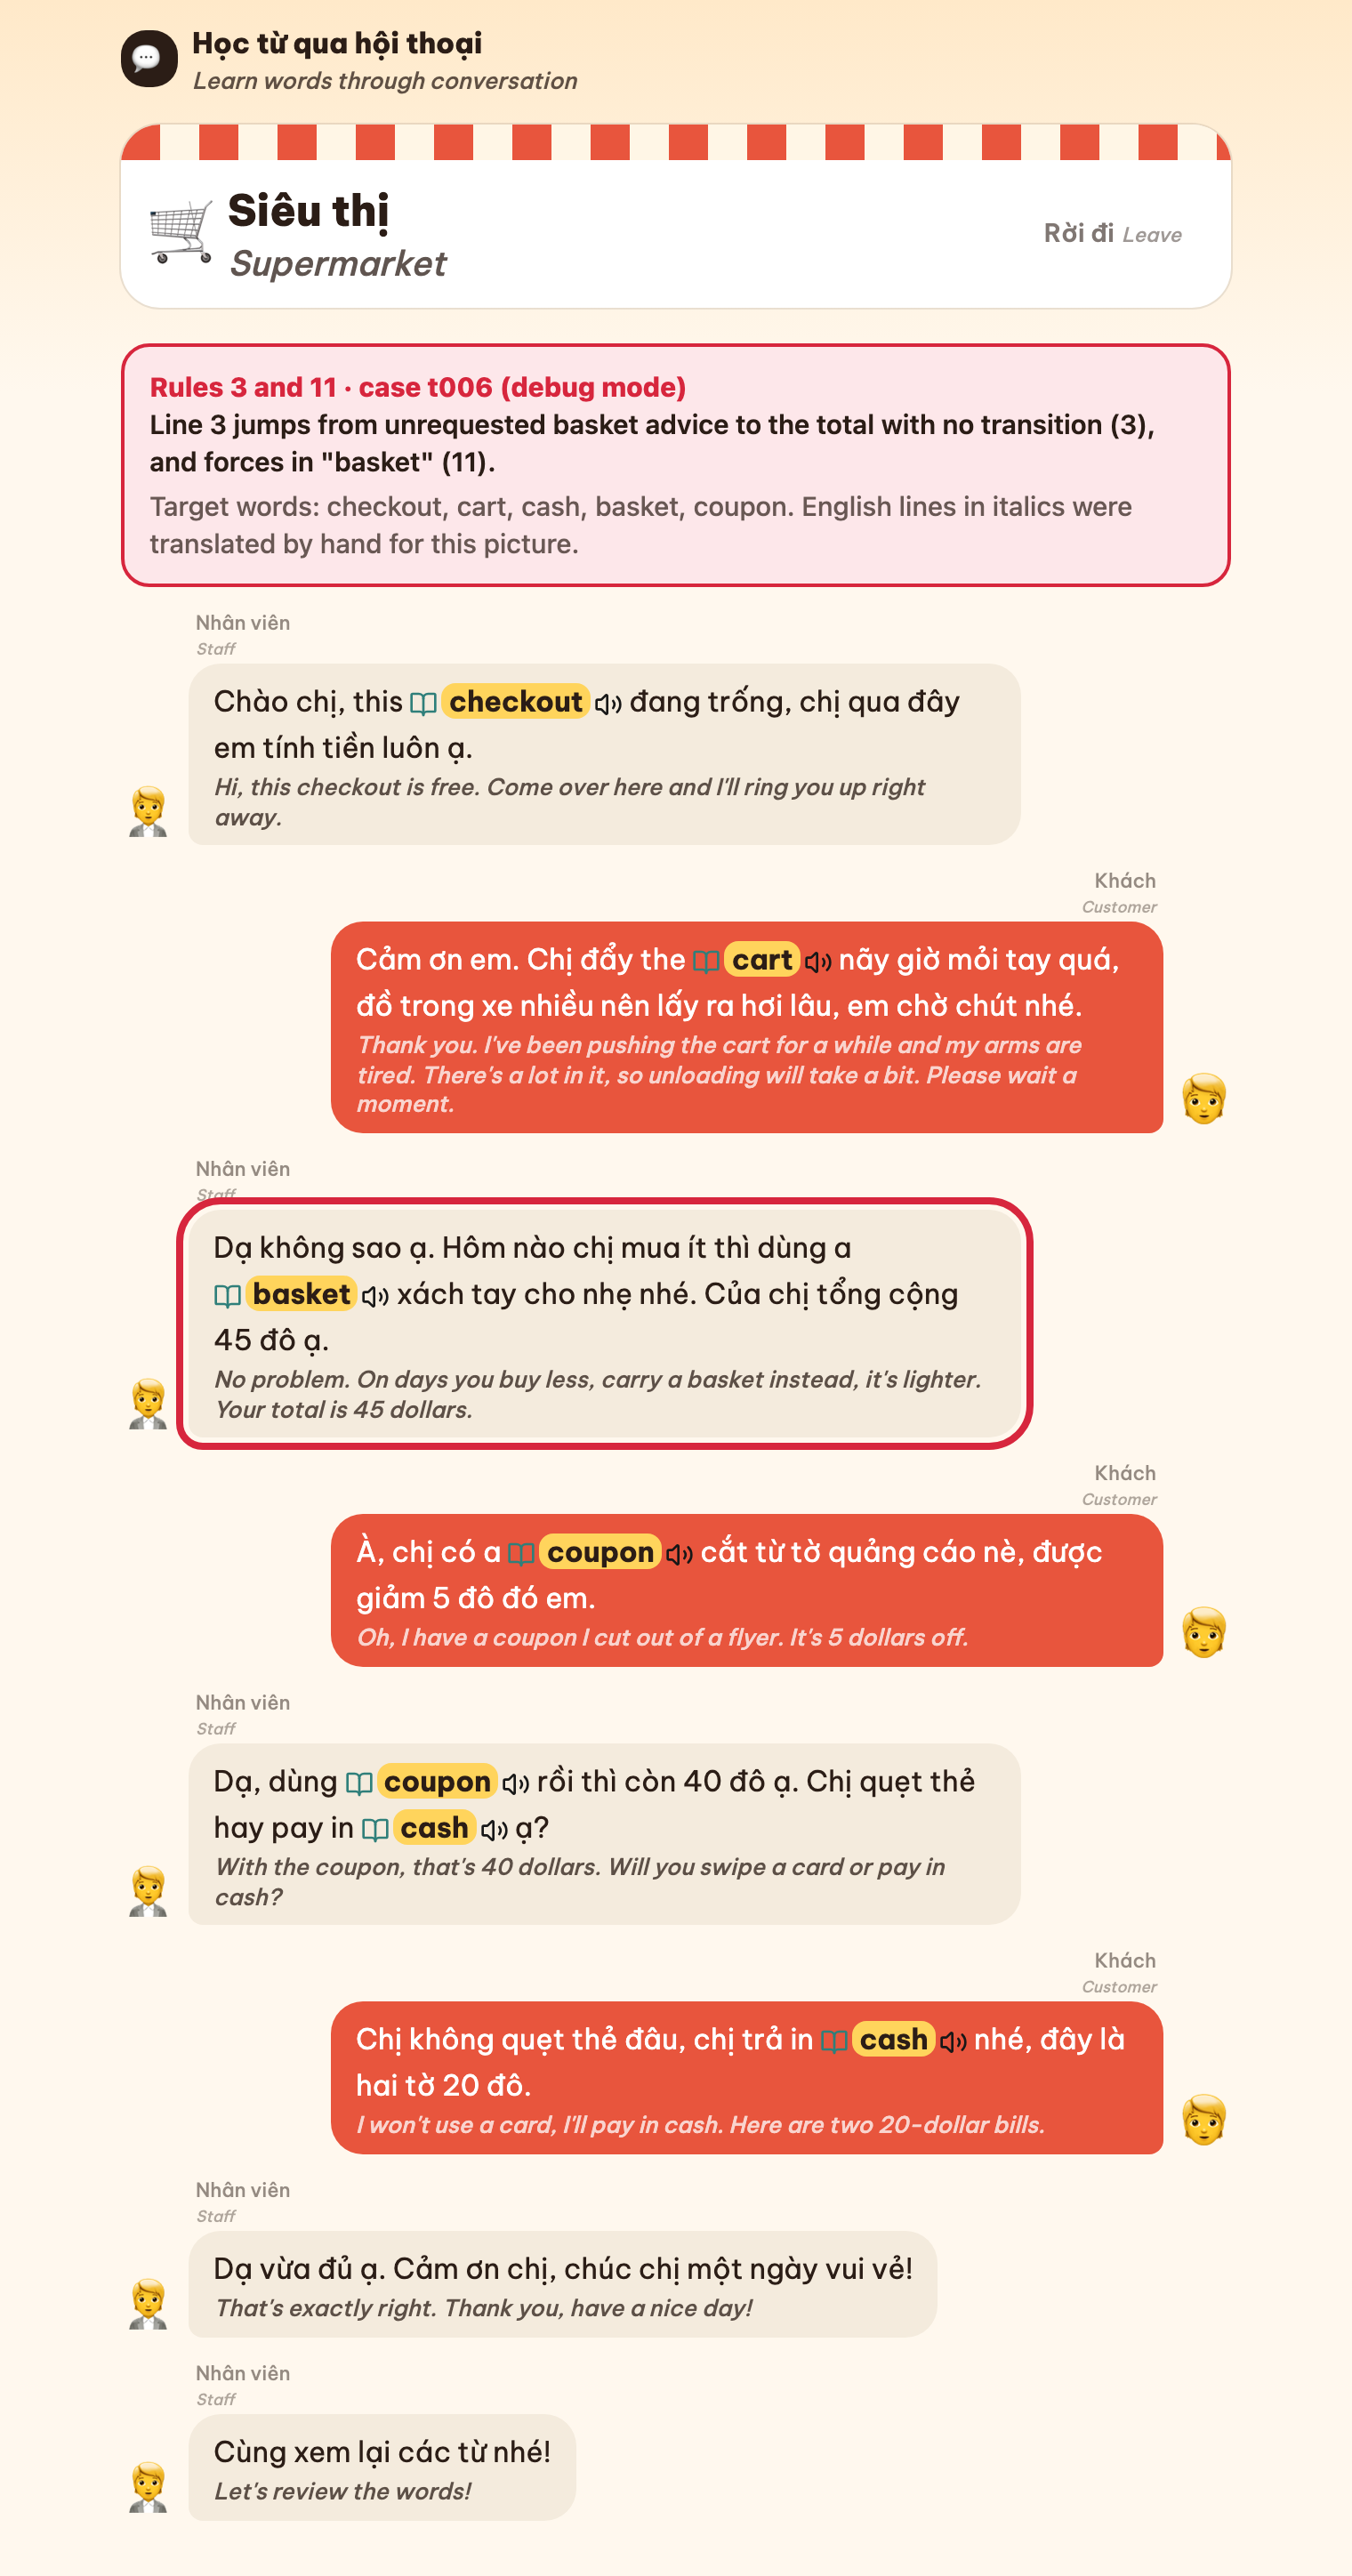 Học từ qua hội thoại
Learn words through conversation
Siêu thị
Supermarket
Rời đi Leave
Rules 3 and 11 · case t006 (debug mode)
Line 3 jumps from unrequested basket advice to the total with no transition (3),
and forces in "basket" (11).
Target words: checkout, cart, cash, basket, coupon. English lines in italics were
translated by hand for this picture.
Nhân viên
Staff
Chào chị, this checkout đang trống, chị qua đây
em tính tiền luôn ạ.
Hi, this checkout is free. Come over here and I'll ring you up right
away.
Khách
Customer
Cảm ơn em. Chị đẩy the cart nãy giờ mỏi tay quá,
đồ trong xe nhiều nên lấy ra hơi lâu, em chờ chút nhé.
Thank you. I've been pushing the cart for a while and my arms are
tired. There's a lot in it, so unloading will take a bit. Please wait a
moment.
Nhân viên
Staff
Dạ không sao ạ. Hôm nào chị mua ít thì dùng a
basket xách tay cho nhẹ nhé. Của chị tổng cộng
45 đô ạ.
No problem. On days you buy less, carry a basket instead, it's lighter.
Your total is 45 dollars.
Khách
Customer
À, chị có a coupon cắt từ tờ quảng cáo nè, được
giảm 5 đô đó em.
Oh, I have a coupon I cut out of a flyer. It's 5 dollars off.
Nhân viên
Staff
Dạ, dùng coupon rồi thì còn 40 đô ạ. Chị quẹt thẻ
hay pay in cash ạ?
With the coupon, that's 40 dollars. Will you swipe a card or pay in
cash?
Khách
Customer
Chị không quẹt thẻ đâu, chị trả in cash nhé, đây là
hai tờ 20 đô.
I won't use a card, I'll pay in cash. Here are two 20-dollar bills.
Nhân viên
Staff
Dạ vừa đủ ạ. Cảm ơn chị, chúc chị một ngày vui vẻ!
That's exactly right. Thank you, have a nice day!
Nhân viên
Staff
Cùng xem lại các từ nhé!
Let's review the words!